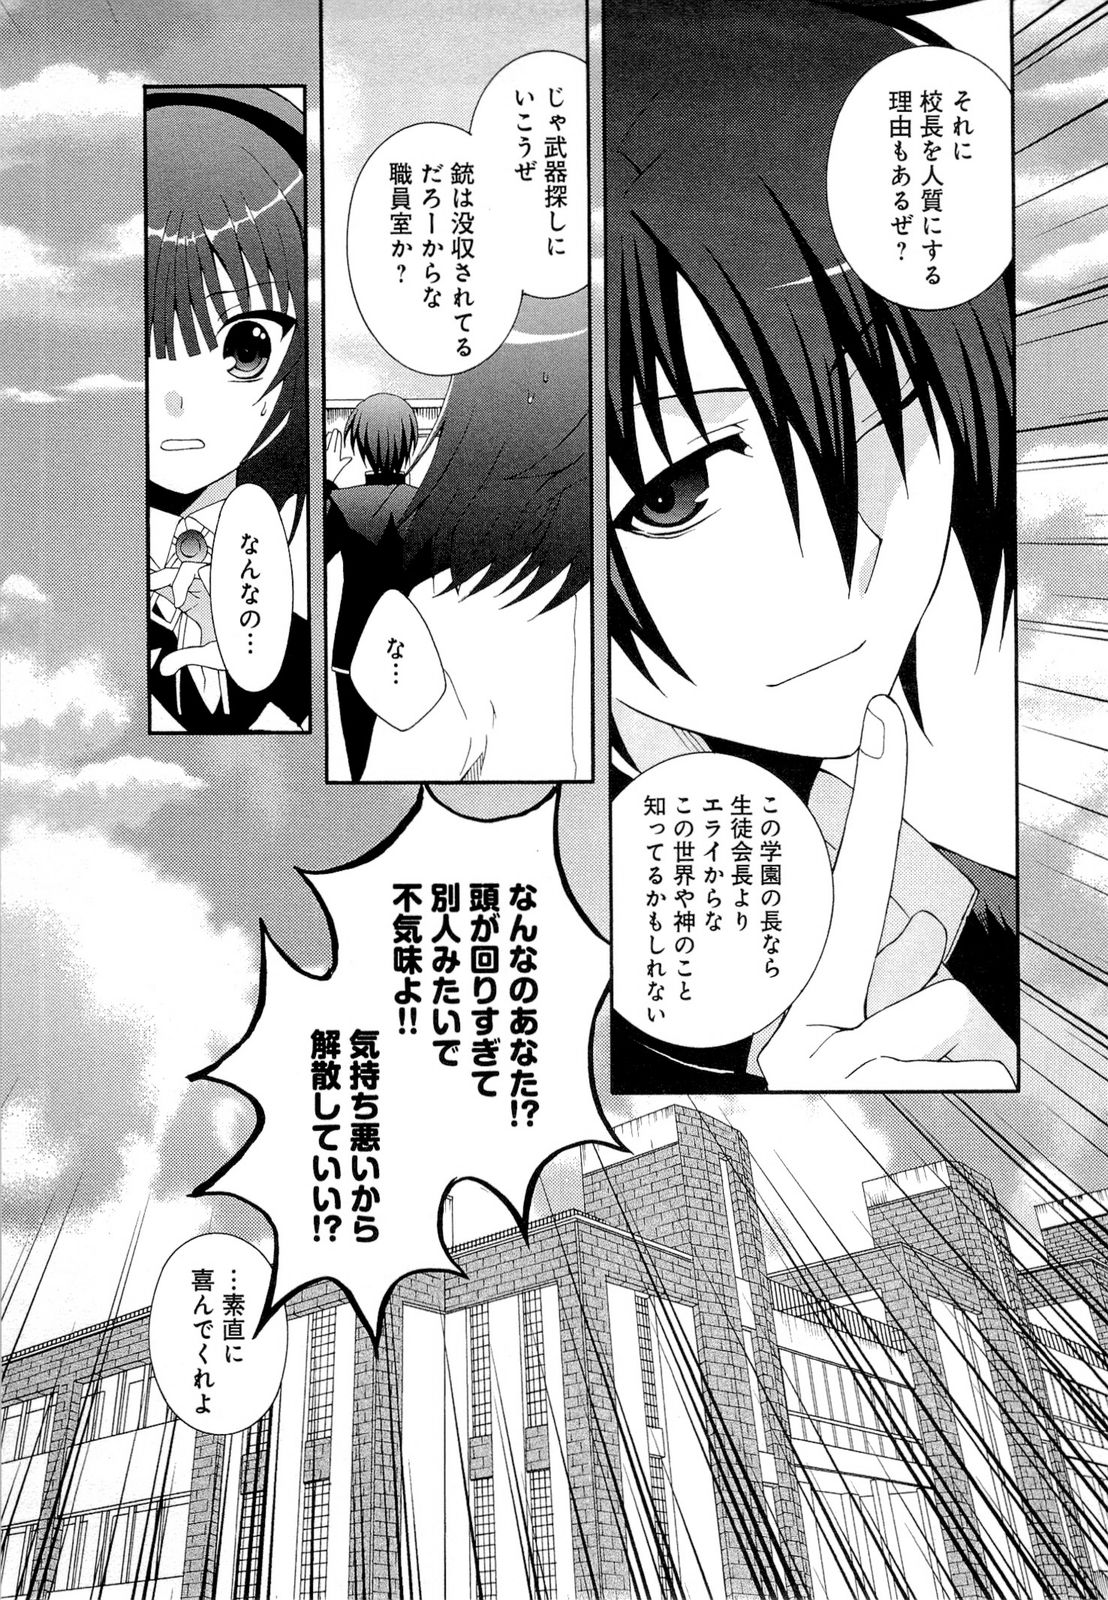 それに
校長を人質にする
理由もあるぜ?
この学園の長なら
生徒会長より
エライからな
この世界や神のこと
知ってるかもしれない
じゃ武器探しに
いこうぜ
銃は没収されてる
だろーからな
職員室か?
な…
なんなの…
なんなのあなた!?
頭が回りすぎて
別人みたいで
不気味よ!!
気持ち悪いから
解散していい!?
…素直に
喜んでくれよ